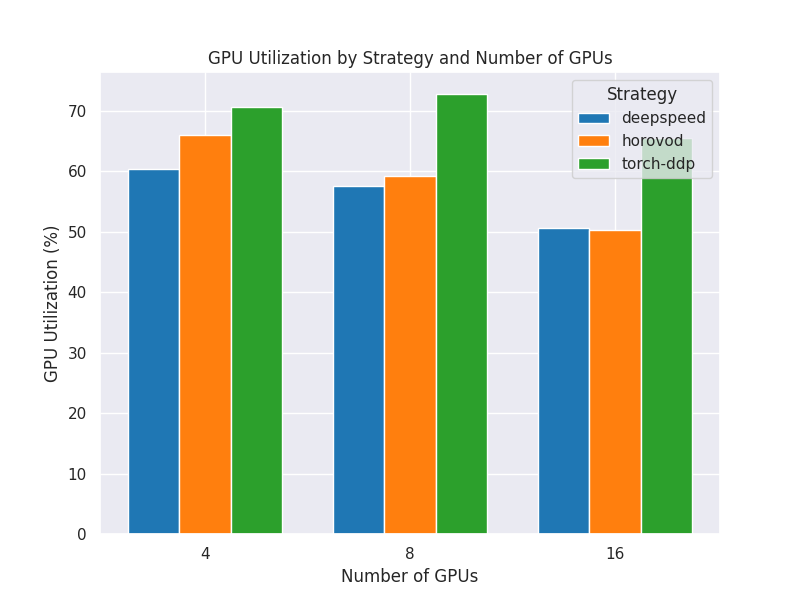 GPU Utilization by Strategy and Number of GPUs
Strategy
deepspeed
horovod
torch-ddp
GPU Utilization (%)
70
60
50
40
30
20
10
0
4
8
16
Number of GPUs